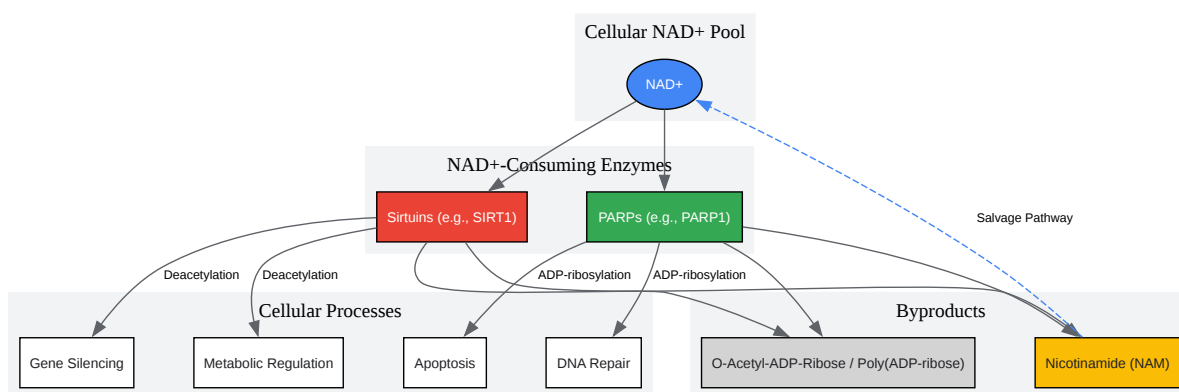 Cellular NAD+ Pool
NAD+
NAD+-Consuming Enzymes
Sirtuins (e.g., SIRT1)
PARPs (e.g., PARP1)
Salvage Pathway
Deacetylation
Deacetylation
ADP-ribosylation
ADP-ribosylation
Cellular Processes
Byproducts
Gene Silencing
Metabolic Regulation
Apoptosis
DNA Repair
O-Acetyl-ADP-Ribose / Poly(ADP-ribose)
Nicotinamide (NAM)